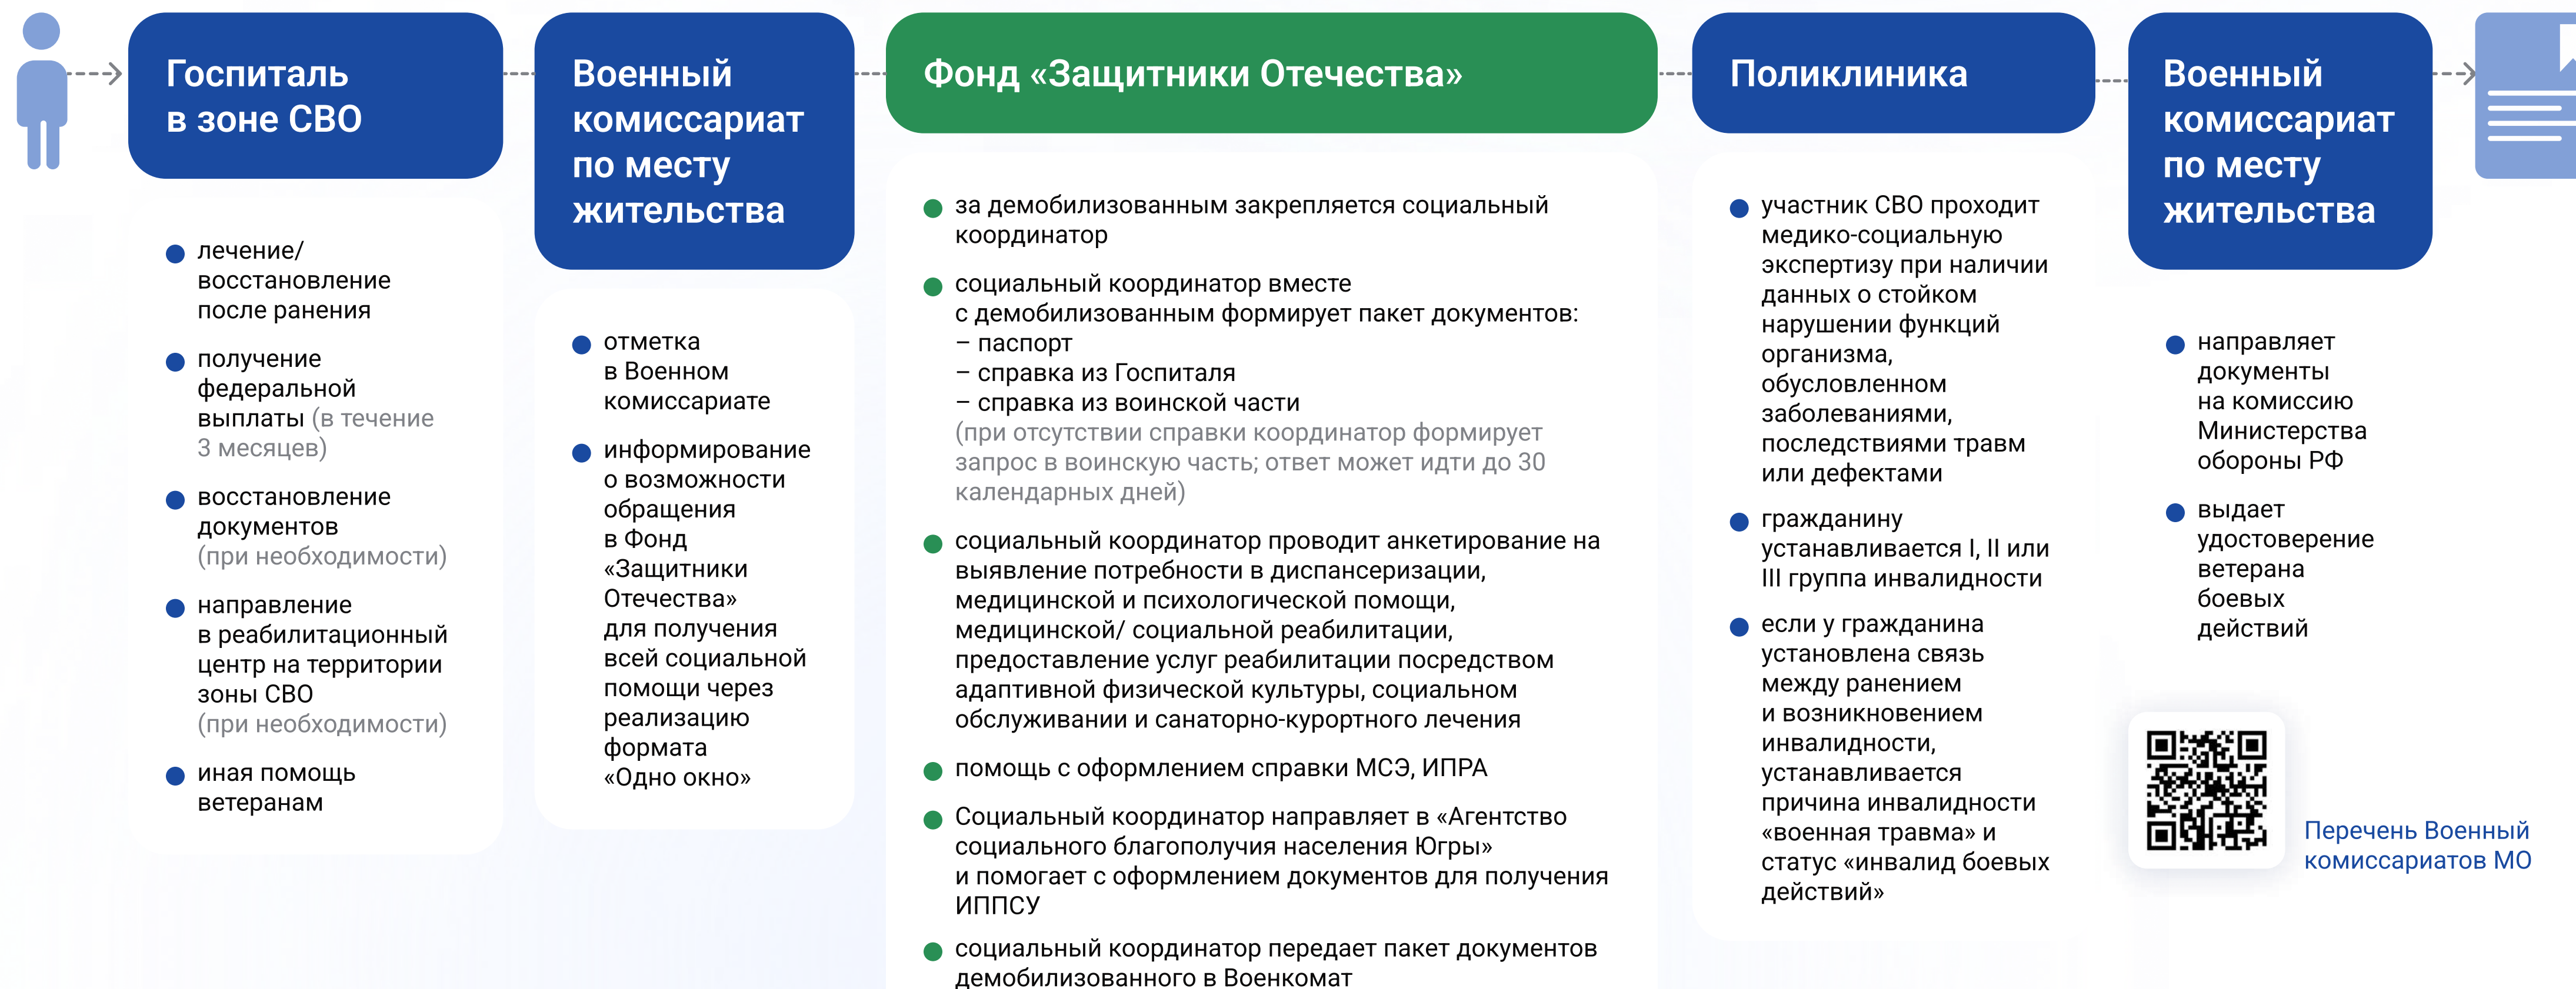 Госпиталь
в зоне СВО
● лечение/
восстановление
после ранения
● получение
федеральной
выплаты (в течение
3 месяцев)
● восстановление
документов
(при необходимости)
● направление
в реабилитационный
центр на территории
зоны СВО
(при необходимости)
● иная помощь
ветеранам
Военный
комиссариат
по месту
жительства
● отметка
в Военном
комиссариате
● информирование
о возможности
обращения
в Фонд
«Защитники
Отечества»
для получения
всей социальной
помощи через
реализацию
формата
«Одно окно»
Фонд «Защитники Отечества»
● за демобилизованным закрепляется социальный
координатор
● социальный координатор вместе
с демобилизованным формирует пакет документов:
– паспорт
– справка из Госпиталя
– справка из воинской части
(при отсутствии справки координатор формирует
запрос в воинскую часть; ответ может идти до 30
календарных дней)
● социальный координатор проводит анкетирование на
выявление потребности в диспансеризации,
медицинской и психологической помощи,
медицинской/ социальной реабилитации,
предоставление услуг реабилитации посредством
адаптивной физической культуры, социальном
обслуживании и санаторно-курортного лечения
● помощь с оформлением справки МСЭ, ИПРА
● Социальный координатор направляет в «Агентство
социального благополучия населения Югры»
и помогает с оформлением документов для получения
ИППСУ
● социальный координатор передает пакет документов
демобилизованного в Военкомат
Поликлиника
● участник СВО проходит
медико-социальную
экспертизу при наличии
данных о стойком
нарушении функций
организма,
обусловленном
заболеваниями,
последствиями травм
или дефектами
● гражданину
устанавливается I, II или
III группа инвалидности
● если у гражданина
установлена связь
между ранением
и возникновением
инвалидности,
устанавливается
причина инвалидности
«военная травма» и
статус «инвалид боевых
действий»
Военный
комиссариат
по месту
жительства
● направляет
документы
на комиссию
Министерства
обороны РФ
● выдает
удостоверение
ветерана
боевых
действий
Перечень Военный
комиссариатов МО